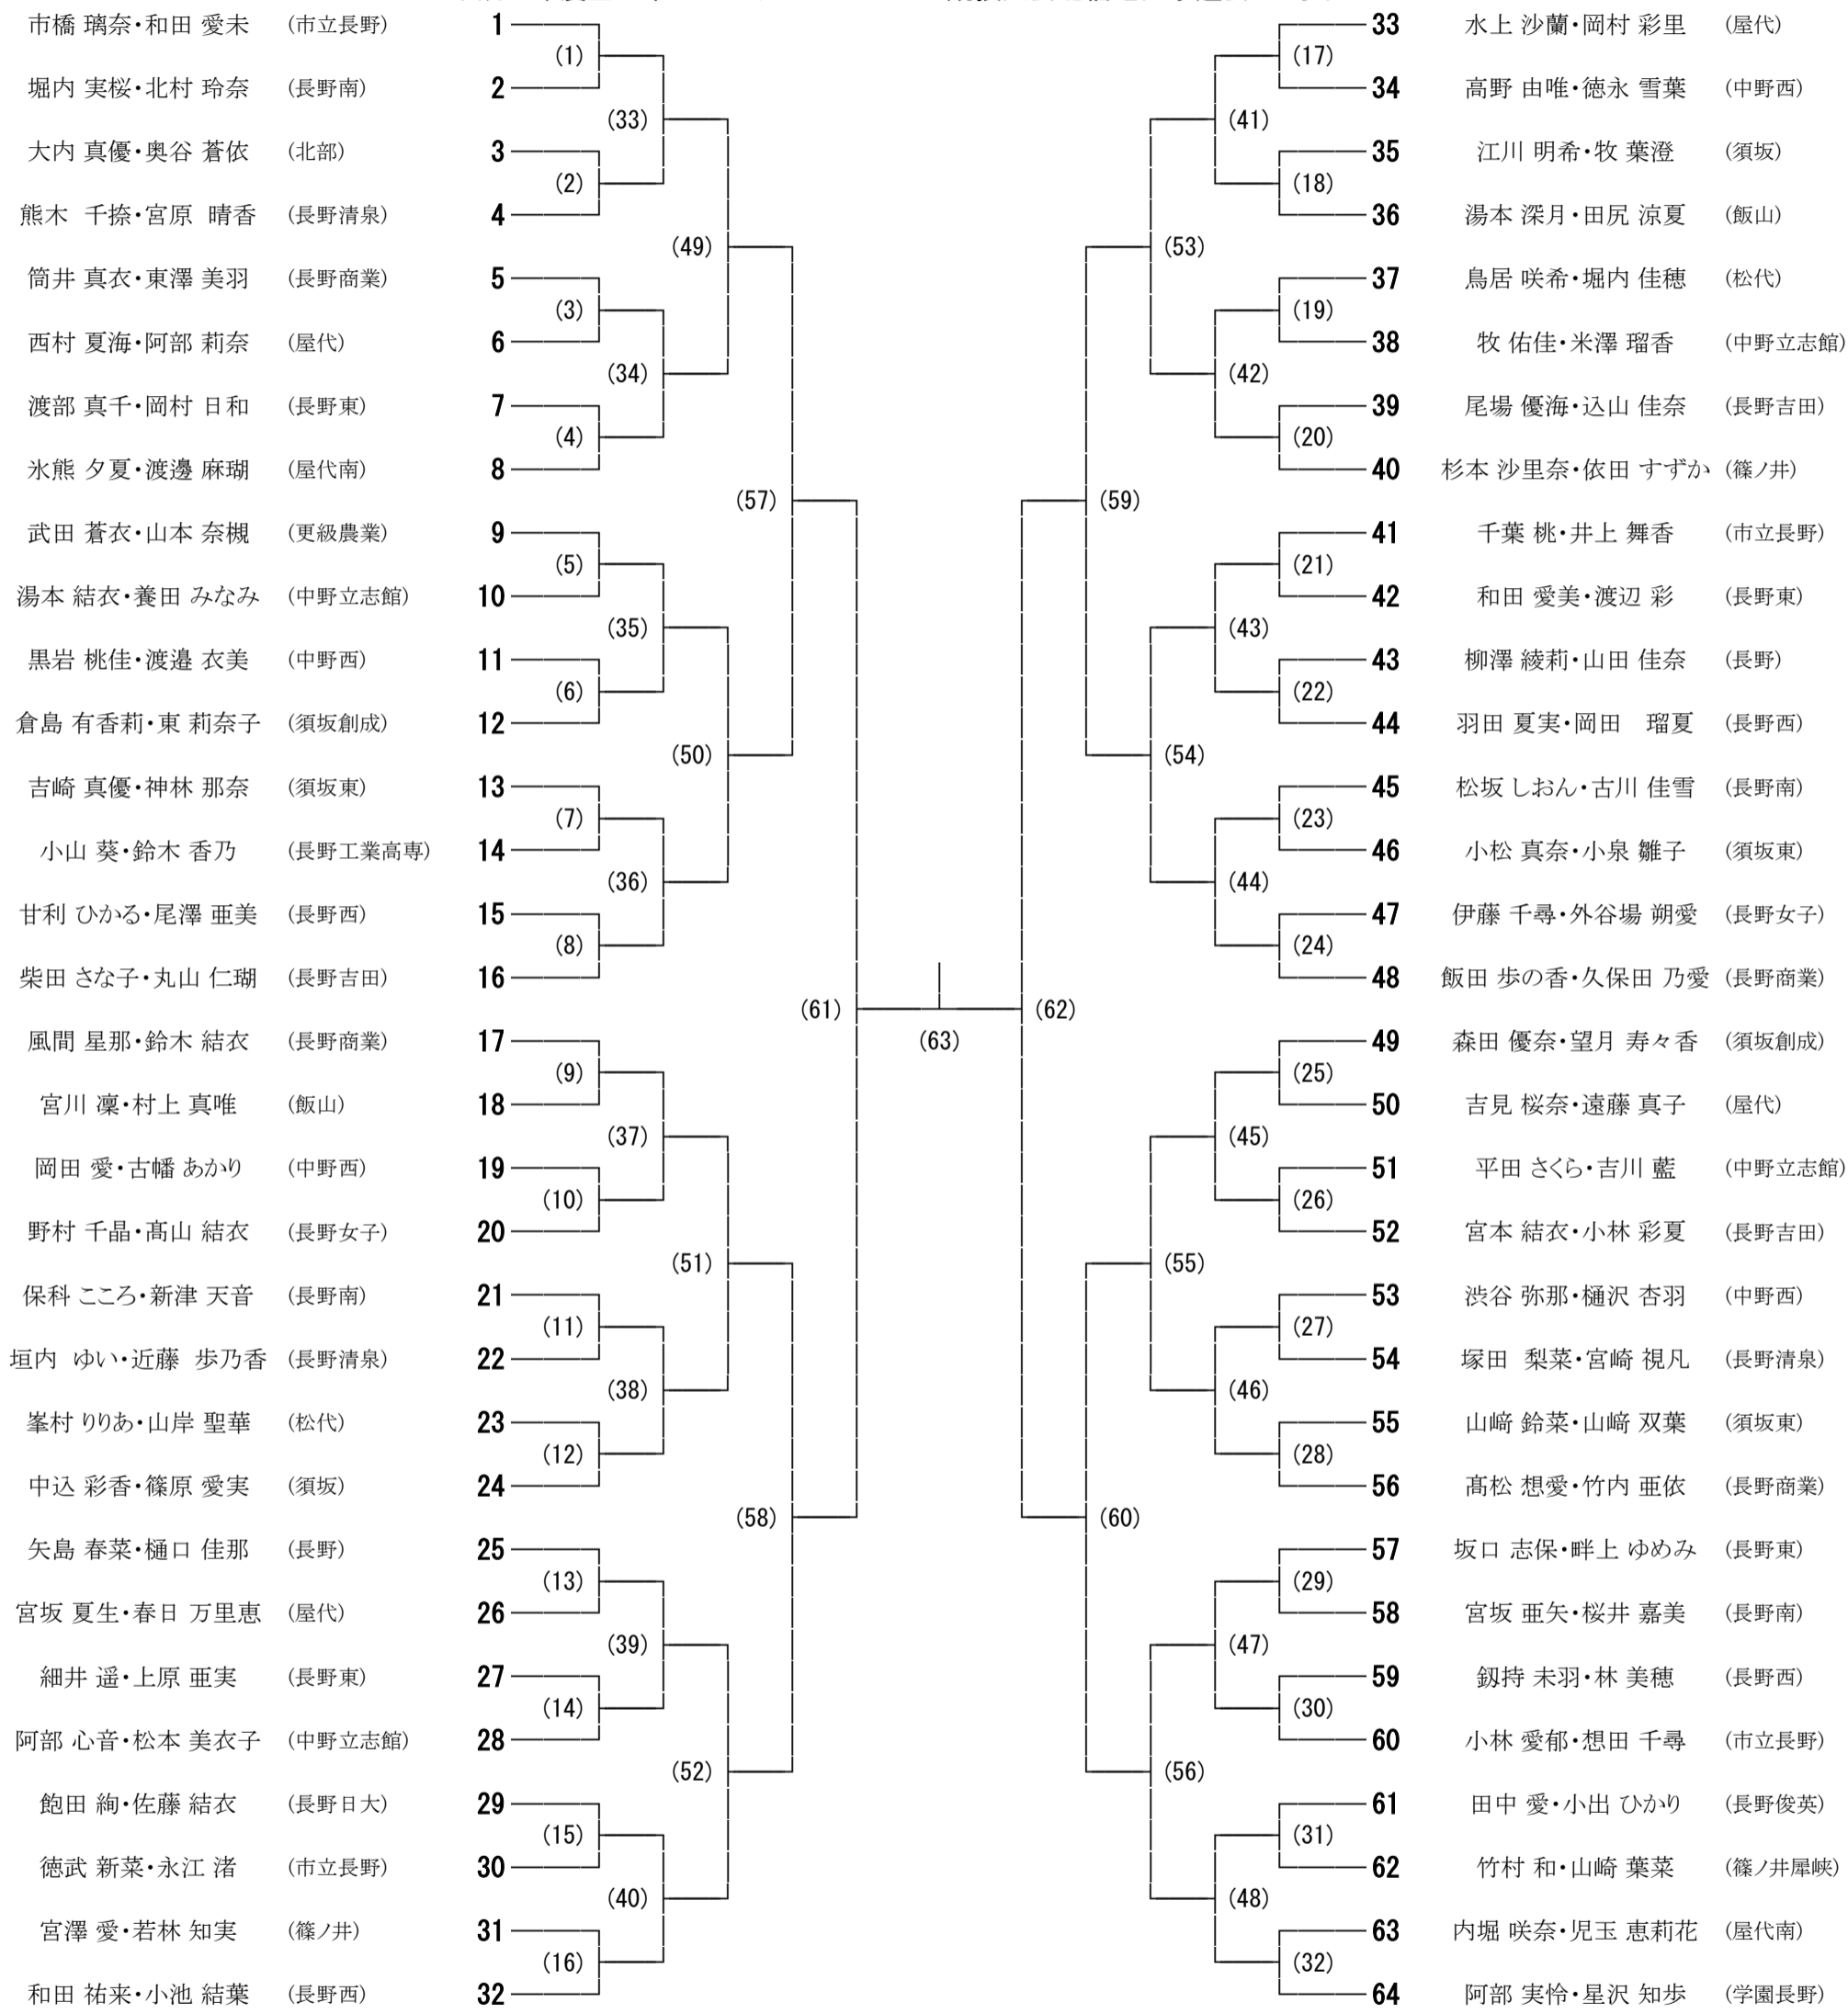 市橋 璃奈・和田 愛未 (市立長野) 1
(1)
堀内 実桜・北村 玲奈 (長野南) 2
(33)
大内 真優・奥谷 蒼依 (北部) 3
(2)
熊木 千捺・宮原 晴香 (長野清泉) 4
(49)
筒井 真衣・東澤 美羽 (長野商業) 5
(3)
西村 夏海・阿部 莉奈 (屋代) 6
(34)
渡部 真千・岡村 日和 (長野東) 7
(4)
氷熊 夕夏・渡邊 麻瑚 (屋代南) 8
(57)
武田 蒼衣・山本 奈槻 (更級農業) 9
(5)
湯本 結衣・養田 みなみ (中野立志館) 10
(35)
黒岩 桃佳・渡邉 衣美 (中野西) 11
(6)
倉島 有香莉・東 莉奈子 (須坂創成) 12
(50)
吉崎 真優・神林 那奈 (須坂東) 13
(7)
小山 葵・鈴木 香乃 (長野工業高専) 14
(36)
甘利 ひかる・尾澤 亜美 (長野西) 15
(8)
柴田 さな子・丸山 仁瑚 (長野吉田) 16
(61)
風間 星那・鈴木 結衣 (長野商業) 17
(9)
宮川 凜・村上 真唯 (飯山) 18
(37)
岡田 愛・古幡 あかり (中野西) 19
(10)
野村 千晶・髙山 結衣 (長野女子) 20
(51)
保科 こころ・新津 天音 (長野南) 21
(11)
垣内 ゆい・近藤 歩乃香 (長野清泉) 22
(38)
峯村 りりあ・山岸 聖華 (松代) 23
(12)
中込 彩香・篠原 愛実 (須坂) 24
(58)
矢島 春菜・樋口 佳那 (長野) 25
(13)
宮坂 夏生・春日 万里恵 (屋代) 26
(39)
細井 遥・上原 亜実 (長野東) 27
(14)
阿部 心音・松本 美衣子 (中野立志館) 28
(52)
飽田 絢・佐藤 結衣 (長野日大) 29
(15)
徳武 新菜・永江 渚 (市立長野) 30
(40)
宮澤 愛・若林 知実 (篠ノ井) 31
(16)
和田 祐来・小池 結葉 (長野西) 32
(63)
33 水上 沙蘭・岡村 彩里 (屋代)
(17)
34 高野 由唯・徳永 雪葉 (中野西)
(41)
35 江川 明希・牧 葉澄 (須坂)
(18)
36 湯本 深月・田尻 涼夏 (飯山)
(53)
37 鳥居 咲希・堀内 佳穂 (松代)
(19)
38 牧 佑佳・米澤 瑠香 (中野立志館)
(42)
39 尾場 優海・込山 佳奈 (長野吉田)
(20)
40 杉本 沙里奈・依田 すずか (篠ノ井)
(59)
41 千葉 桃・井上 舞香 (市立長野)
(21)
42 和田 愛美・渡辺 彩 (長野東)
(43)
43 柳澤 綾莉・山田 佳奈 (長野)
(22)
44 羽田 夏実・岡田 瑠夏 (長野西)
(54)
45 松坂 しおん・古川 佳雪 (長野南)
(23)
46 小松 真奈・小泉 雛子 (須坂東)
(44)
47 伊藤 千尋・外谷場 朔愛 (長野女子)
(24)
48 飯田 歩の香・久保田 乃愛 (長野商業)
(62)
49 森田 優奈・望月 寿々香 (須坂創成)
(25)
50 吉見 桜奈・遠藤 真子 (屋代)
(45)
51 平田 さくら・吉川 藍 (中野立志館)
(26)
52 宮本 結衣・小林 彩夏 (長野吉田)
(55)
53 渋谷 弥那・樋沢 杏羽 (中野西)
(27)
54 塚田 梨菜・宮崎 視凡 (長野清泉)
(46)
55 山﨑 鈴菜・山﨑 双葉 (須坂東)
(28)
56 髙松 想愛・竹内 亜依 (長野商業)
(60)
57 坂口 志保・畔上 ゆめみ (長野東)
(29)
58 宮坂 亜矢・桜井 嘉美 (長野南)
(47)
59 釼持 未羽・林 美穂 (長野西)
(30)
60 小林 愛郁・想田 千尋 (市立長野)
(56)
61 田中 愛・小出 ひかり (長野俊英)
(31)
62 竹村 和・山崎 葉菜 (篠ノ井犀峡)
(48)
63 内堀 咲奈・児玉 恵莉花 (屋代南)
(32)
64 阿部 実怜・星沢 知歩 (学園長野)